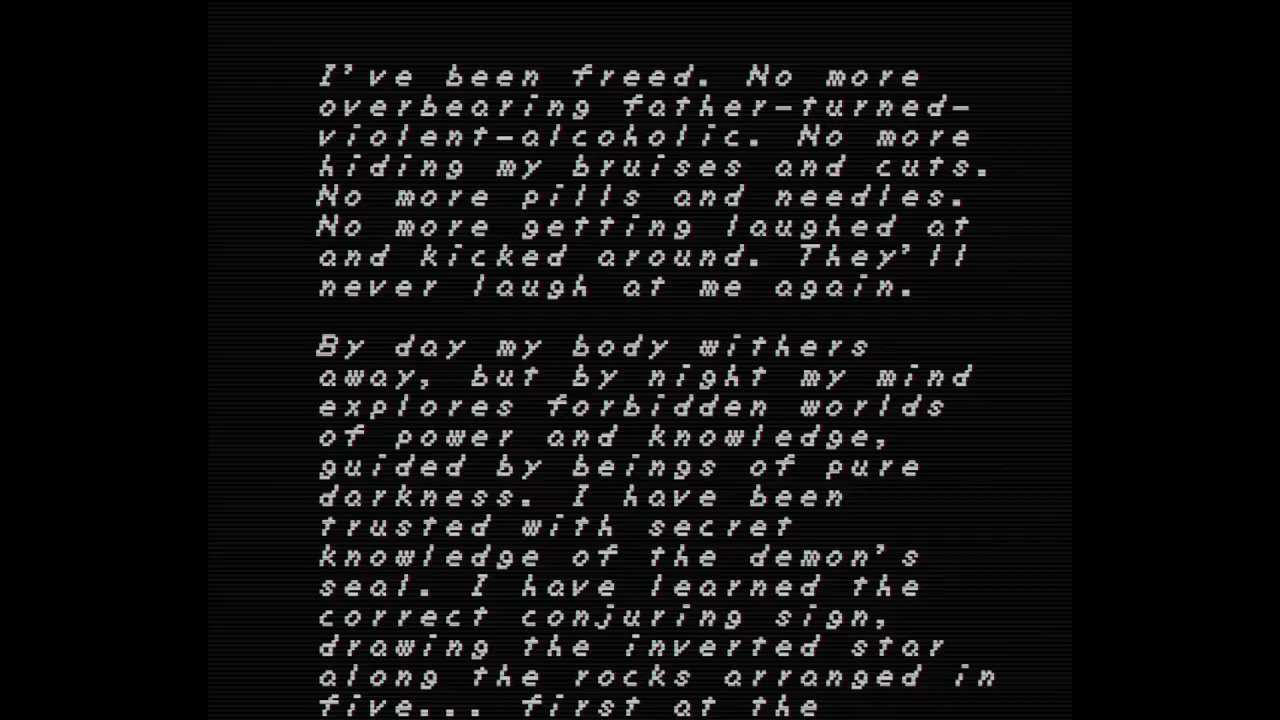 I've been freed. No more
overbearing father-turned-
violent-alcoholic. No more
hiding my bruises and cuts.
No more pills and needles.
No more getting laughed at
and kicked around. They'll
never laugh at me again.
By day my body withers
away, but by night my mind
explores forbidden worlds
of power and knowledge,
guided by beings of pure
darkness. I have been
trusted with secret
knowledge of the demon's
seal. I have learned the
correct conjuring sign,
drawing the inverted star
along the rocks arranged in
five... first at the